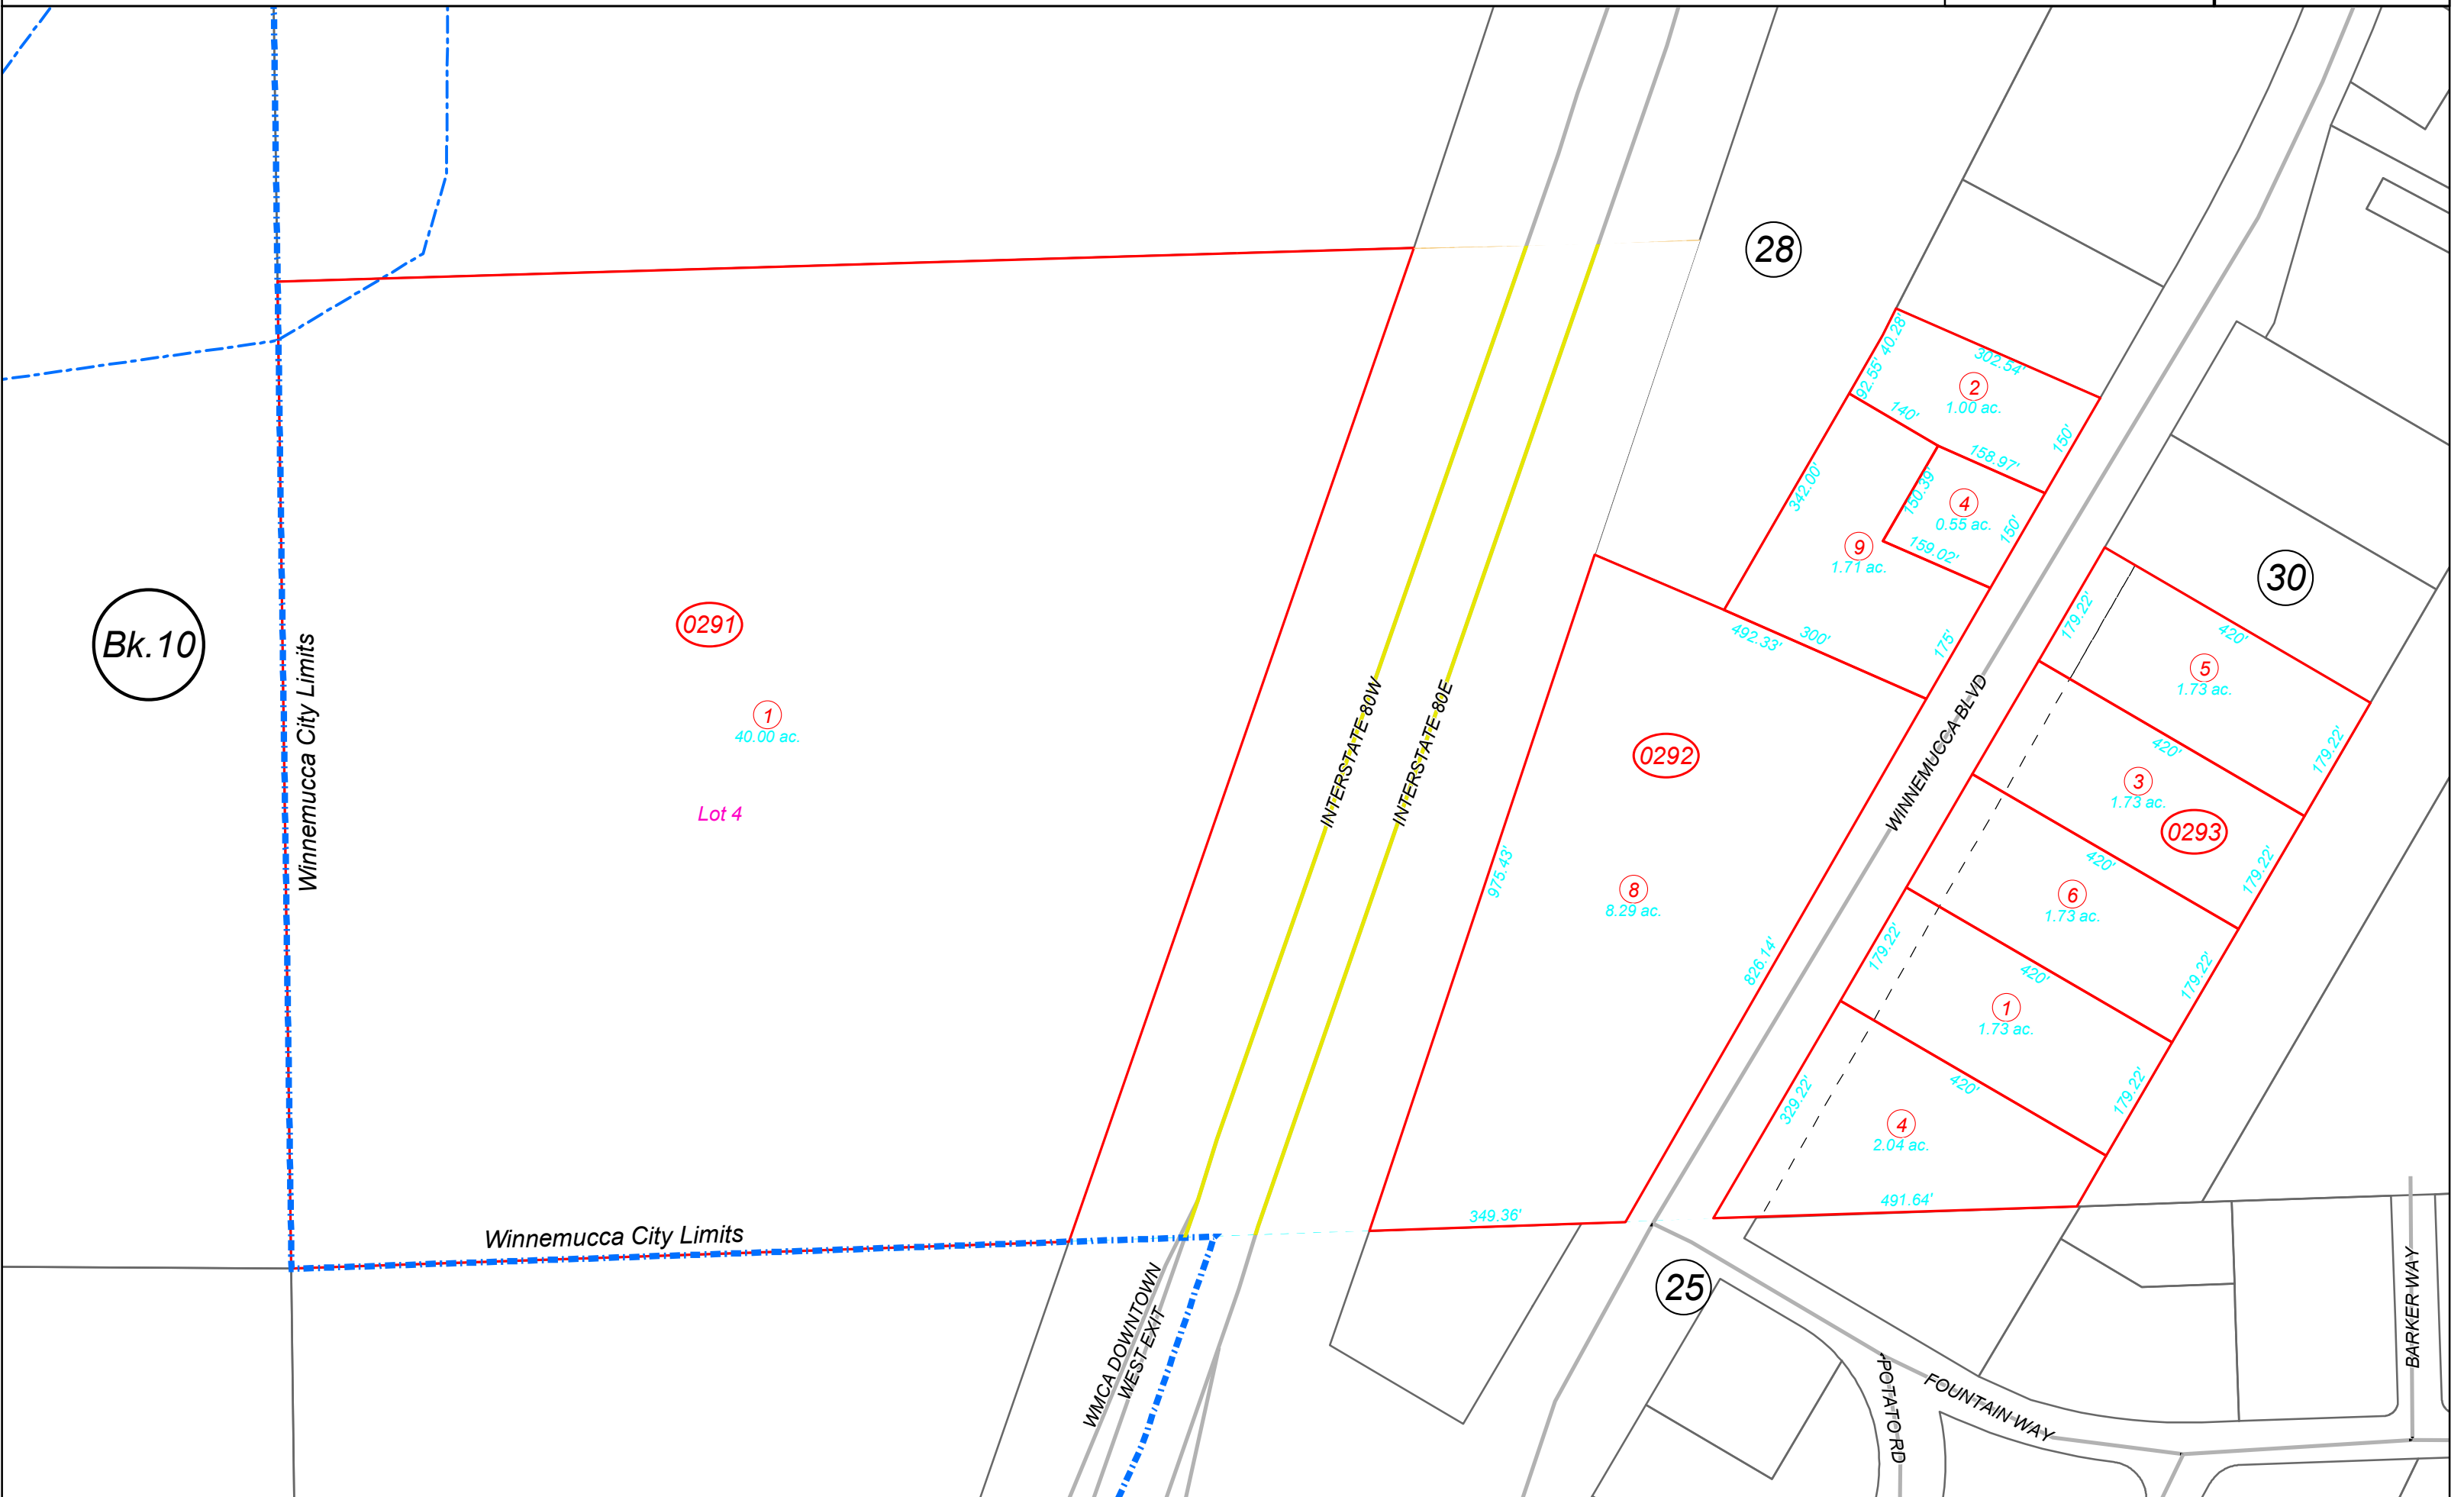 28
40.28'
302.54'
92.55'
2
1.00 ac.
140'
150'
158.97'
342.00'
150.39'
4
0.55 ac.
150'
9
1.71 ac.
159.02'
30
Bk.10
Winnemucca City Limits
0291
1
40.00 ac.
Lot 4
INTERSTATE 80W
INTERSTATE 80E
492.33'
300'
175'
0292
WINNEMUCCA BLVD
8
8.29 ac.
975.43'
826.14'
179.22'
420'
5
1.73 ac.
179.22'
420'
3
1.73 ac.
0293
179.22'
420'
6
1.73 ac.
179.22'
179.22'
420'
1
1.73 ac.
179.22'
329.22'
420'
4
2.04 ac.
491.64'
349.36'
Winnemucca City Limits
WMCA DOWNTOWN
WEST EXIT
25
POTATO RD
FOUNTAIN WAY
BARKER WAY